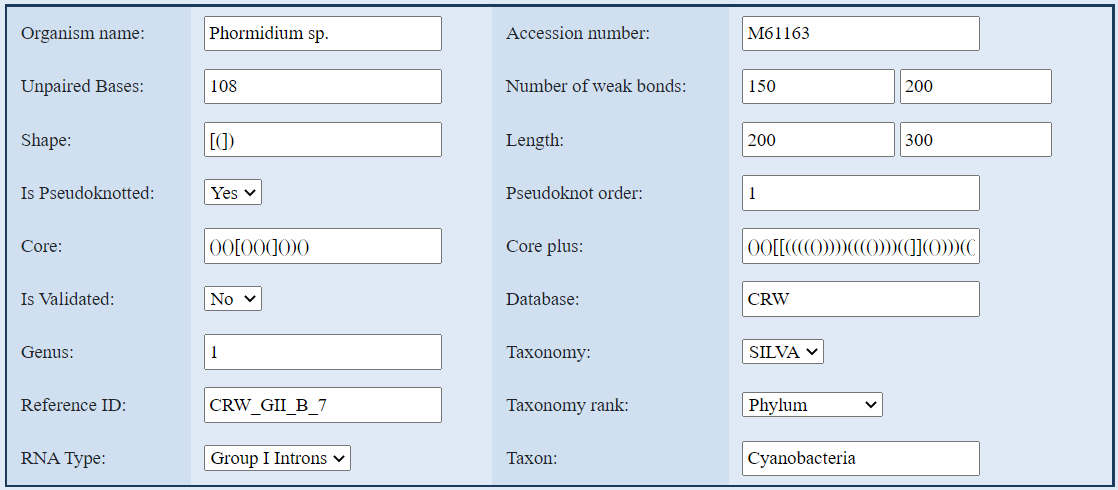 Organism name: Phormidium sp. Accession number: M61163
Unpaired Bases: 108 Number of weak bonds: 150 200
Shape: [(]) Length: 200 300
Is Pseudoknotted: Yes Pseudoknot order: 1
Core: ()()[()()(]())() Core plus: ()()[[((((()))))(((())))((]](())))((
Is Validated: No Database: CRW
Genus: 1 Taxonomy: SILVA
Reference ID: CRW_GII_B_7 Taxonomy rank: Phylum
RNA Type: Group I Introns Taxon: Cyanobacteria